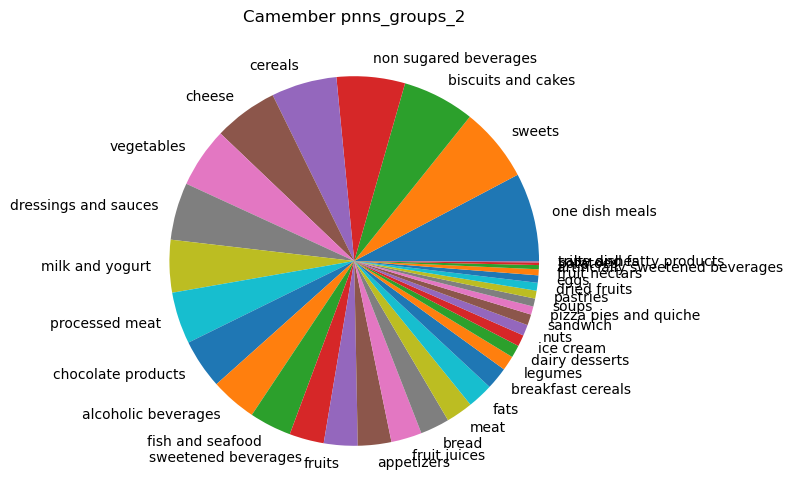 Camember pnns_groups_2
non sugared beverages
cereals
biscuits and cakes
cheese
sweets
vegetables
one dish meals
dressings and sauces
milk and yogurt
artificially sweetened beverages
fruit nectars
eggs
dried fruits
pastries
soups
pizza pies and quiche
sandwich
nuts
ice cream
dairy desserts
legumes
breakfast cereals
processed meat
chocolate products
fats
alcoholic beverages
meat
fish and seafood
bread
sweetened beverages
fruit juices
fruits
appetizers